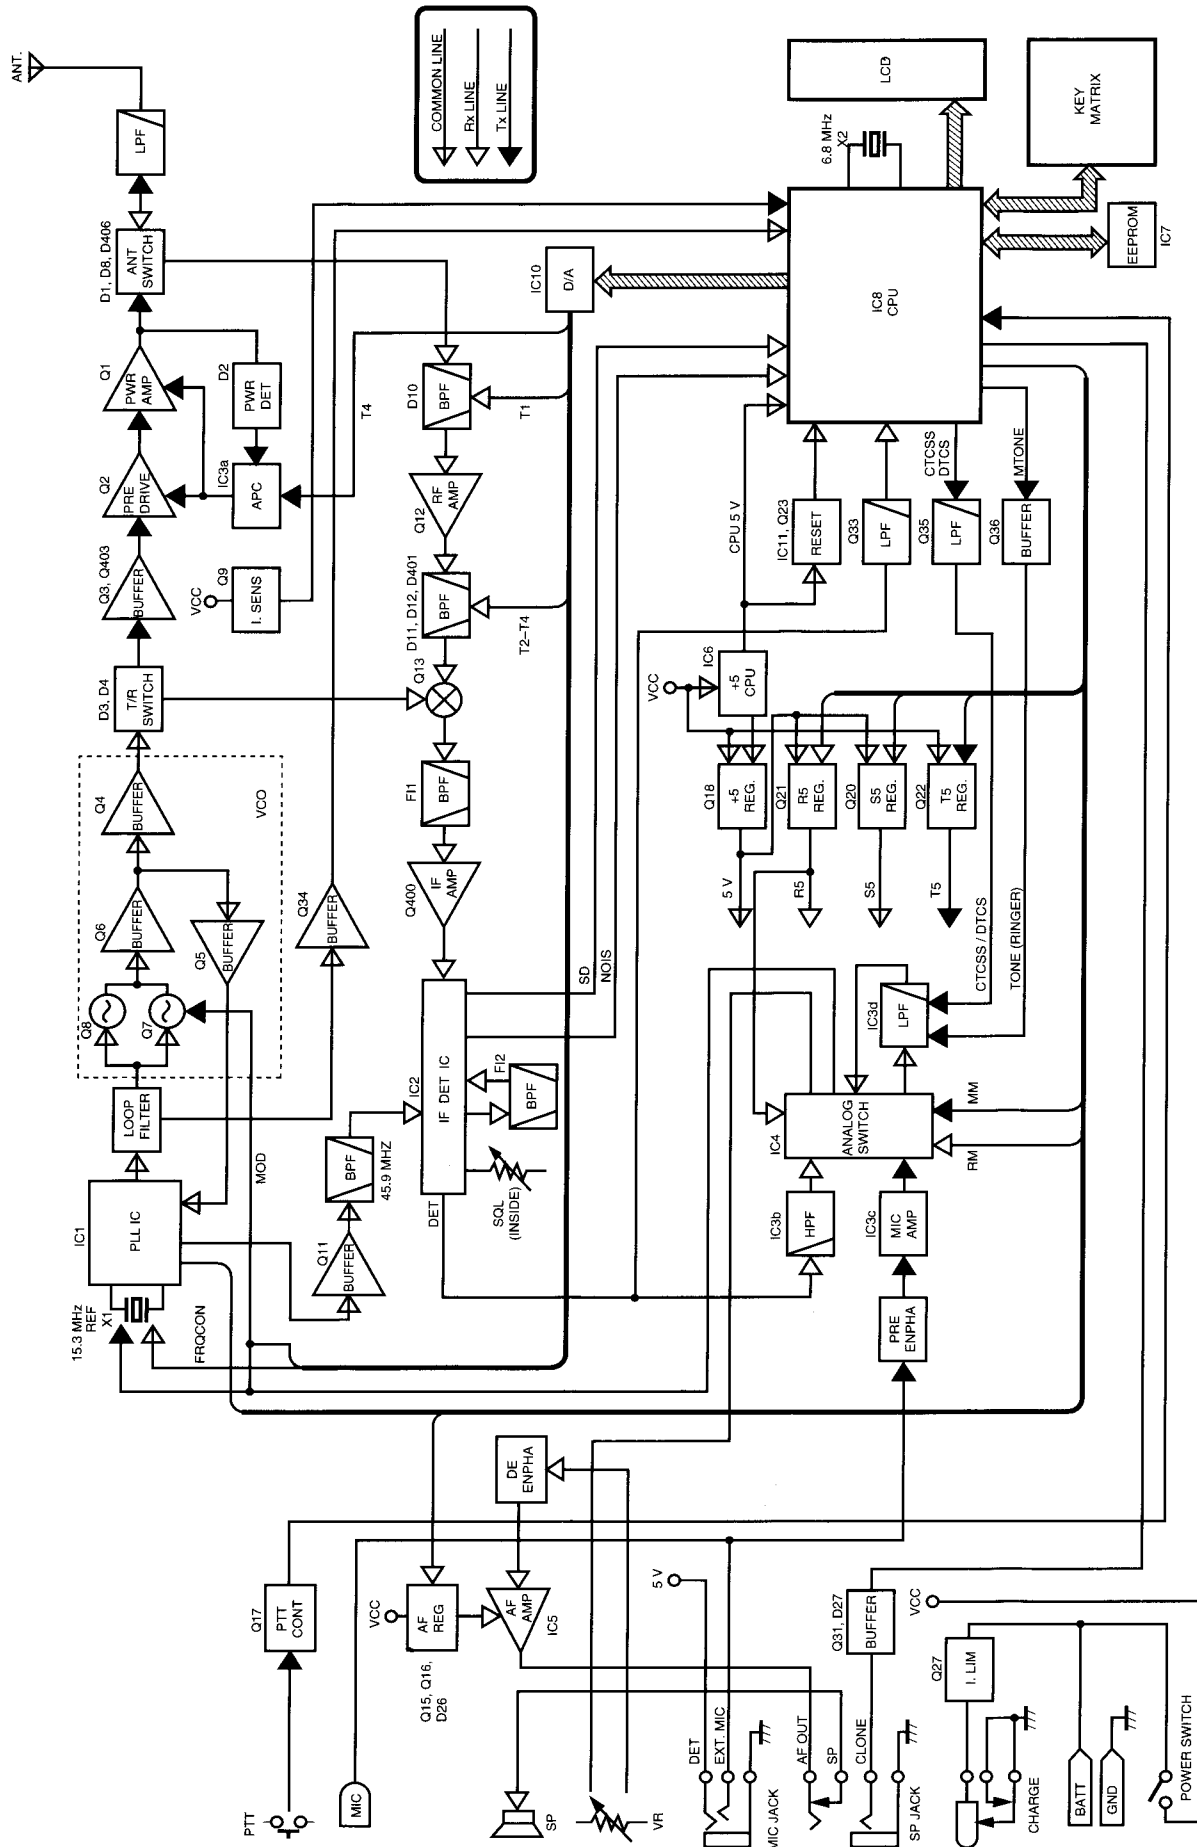 ANT.
LPF
D1, D8, D406
ANT
SWITCH
Q1
PWR
AMP
D2
PWR
DET
Q2
PRE
DRIVE
IC3a
APC
Q3, Q403
BUFFER
VCC
Q9
I. SENS
D3, D4
T/R
SWITCH
Q4
BUFFER
VCO
Q6
BUFFER
Q5
BUFFER
Q8
Q7
LOOP
FILTER
MOD
IC1
PLL IC
15.3 MHz
REF
X1
FRQCON
Q34
BUFFER
Q11
BUFFER
BPF
45.9 MHZ
COMMON LINE
Rx LINE
Tx LINE
T4
D10
BPF
T1
Q12
RF
AMP
D11, D12, D401
BPF
T2–T4
Q13
FI1
BPF
Q400
IF
AMP
IC2
IF DET IC
FI2
BPF
SQL
(INSIDE)
DET
SD
NOIS
IC10
D/A
LCD
6.8 MHz
X2
KEY
MATRIX
EEPROM
IC7
IC8
CPU
CPU 5 V
IC11, Q23
RESET
Q33
LPF
CTCSS
DTCS
Q35
LPF
MTONE
Q36
BUFFER
VCC
IC6
+5
CPU
Q18
+5
REG.
Q21
R5
REG.
Q20
S5
REG.
Q22
T5
REG.
5 V
R5
S5
T5
CTCSS / DTCS
TONE (RINGER)
IC3d
LPF
IC4
ANALOG
SWITCH
MM
RM
IC3b
HPF
IC3c
MIC
AMP
PRE
ENPHA
DE
ENPHA
Q17
PTT
CONT
PTT
MIC
VCC
AF
REG
Q15, Q16,
D26
AF
AMP
IC5
SP
VR
5 V
DET
EXT. MIC
MIC JACK
AF OUT
SP
CLONE
SP JACK
Q31, D27
BUFFER
VCC
Q27
I. LIM
CHARGE
BATT
GND
POWER SWITCH